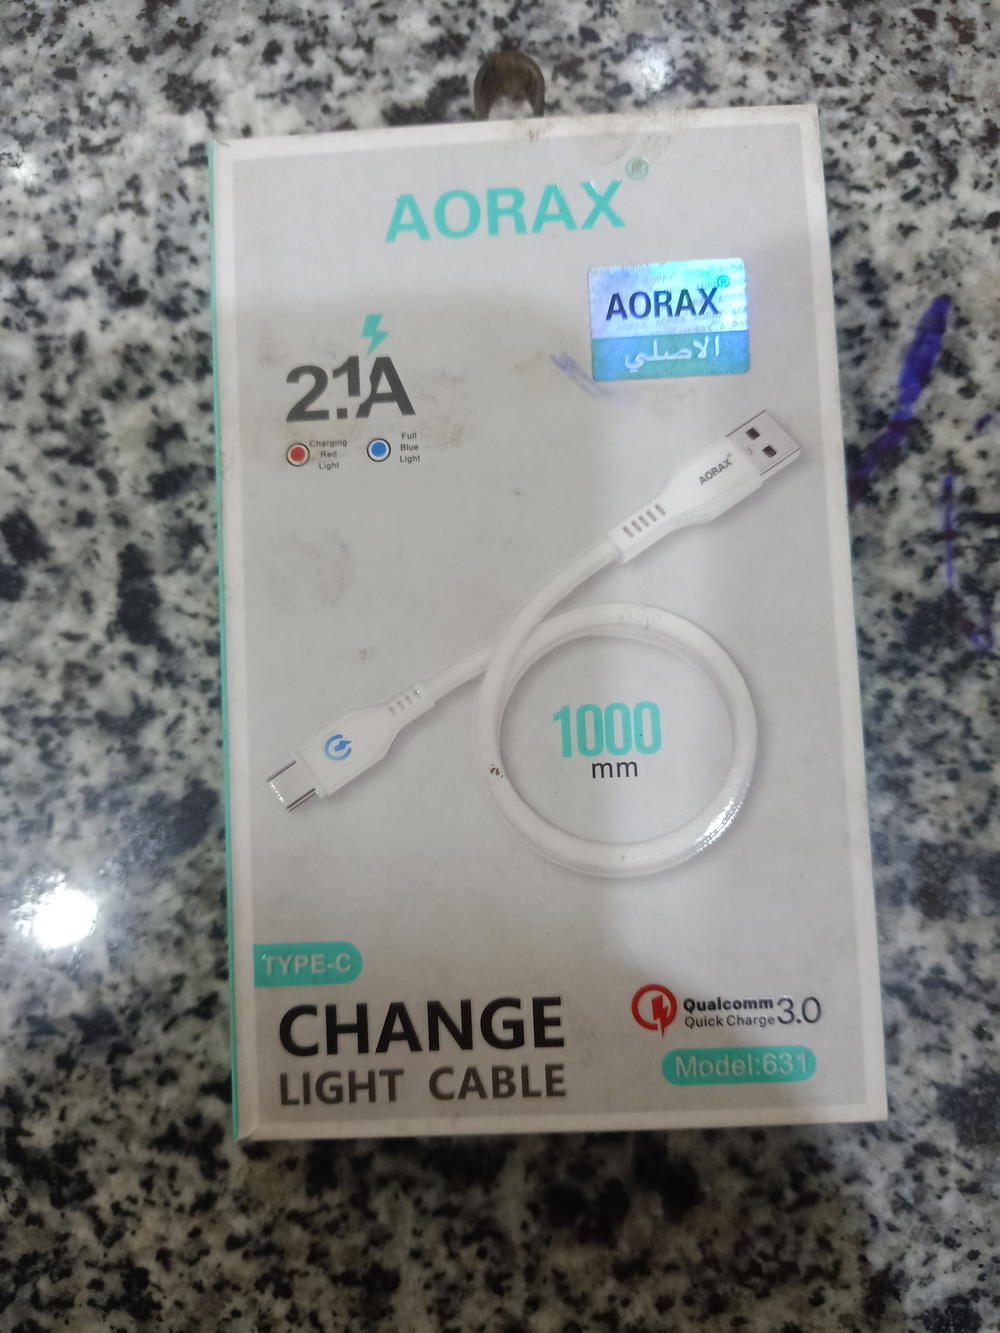 AORAX®
AORAX®
الاصلي
2.1A
Charging
Red
Light
Full
Blue
Light
AORAX®
1000
mm
TYPE-C
CHANGE
LIGHT CABLE
Qualcomm
Quick Charge 3.0
Model:631